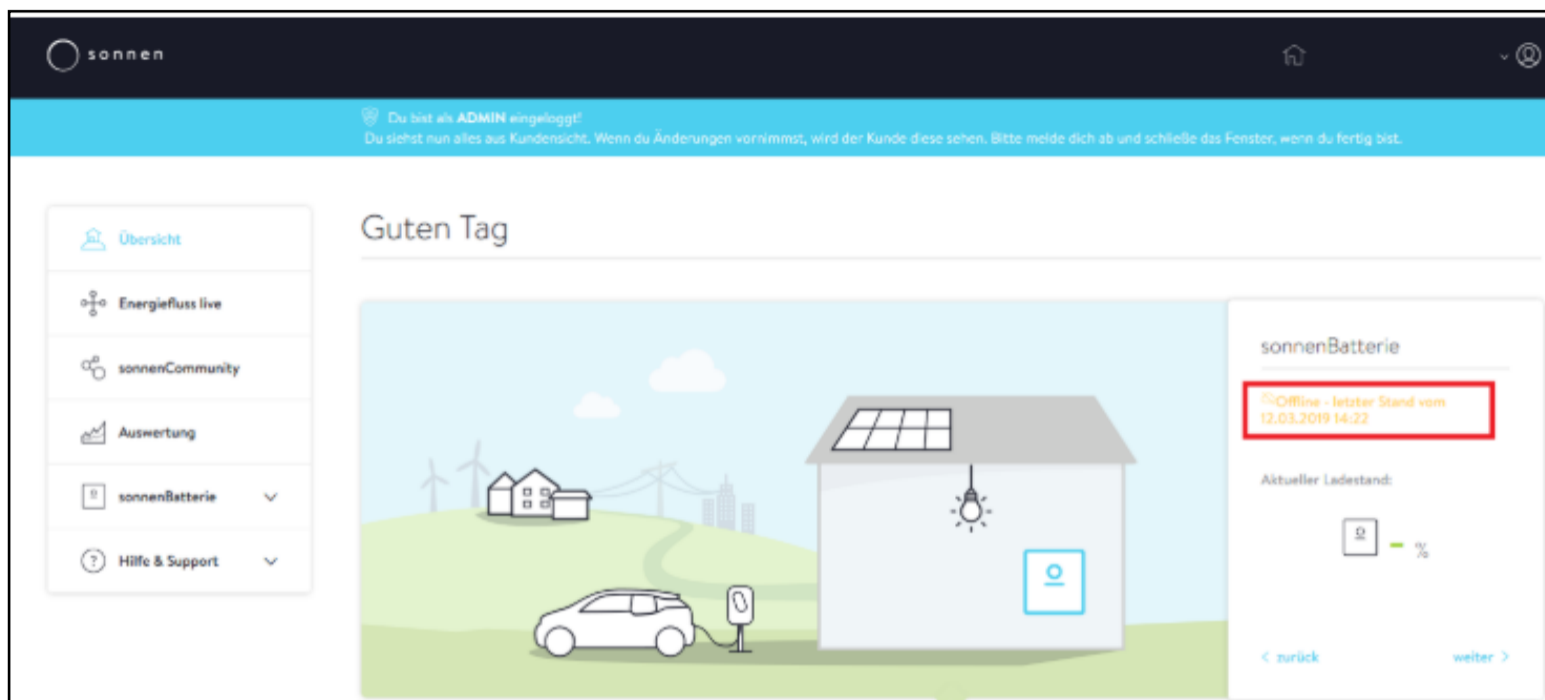 sonnen
Du bist als ADMIN eingeloggt!
Du siehst nun alles aus Kundensicht. Wenn du Änderungen vornimmst, wird der Kunde diese sehen. Bitte melde dich ab und schließe das Fenster, wenn du fertig bist.
Übersicht
Energiefluss live
sonnenCommunity
Auswertung
sonnenBatterie
Hilfe & Support
Guten Tag
sonnenBatterie
Offline - letzter Stand vom
12.03.2019 14:22
Aktueller Ladestand:
- %
< zurück weiter >